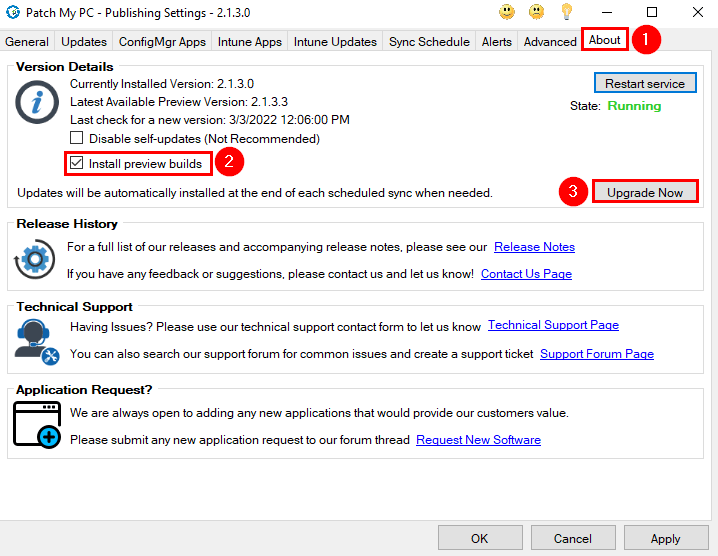 Patch My PC - Publishing Settings - 2.1.3.0
General Updates ConfigMgr Apps Intune Apps Intune Updates Sync Schedule Alerts Advanced About 1
Version Details
Currently Installed Version: 2.1.3.0
Restart service
Latest Available Preview Version: 2.1.3.3
State: Running
Last check for a new version: 3/3/2022 12:06:00 PM
Disable self-updates (Not Recommended)
Install preview builds 2
Updates will be automatically installed at the end of each scheduled sync when needed.
3 Upgrade Now
Release History
For a full list of our releases and accompanying release notes, please see our Release Notes
If you have any feedback or suggestions, please contact us and let us know! Contact Us Page
Technical Support
Having Issues? Please use our technical support contact form to let us know Technical Support Page
You can also search our support forum for common issues and create a support ticket Support Forum Page
Application Request?
We are always open to adding any new applications that would provide our customers value.
Please submit any new application request to our forum thread Request New Software
OK Cancel Apply